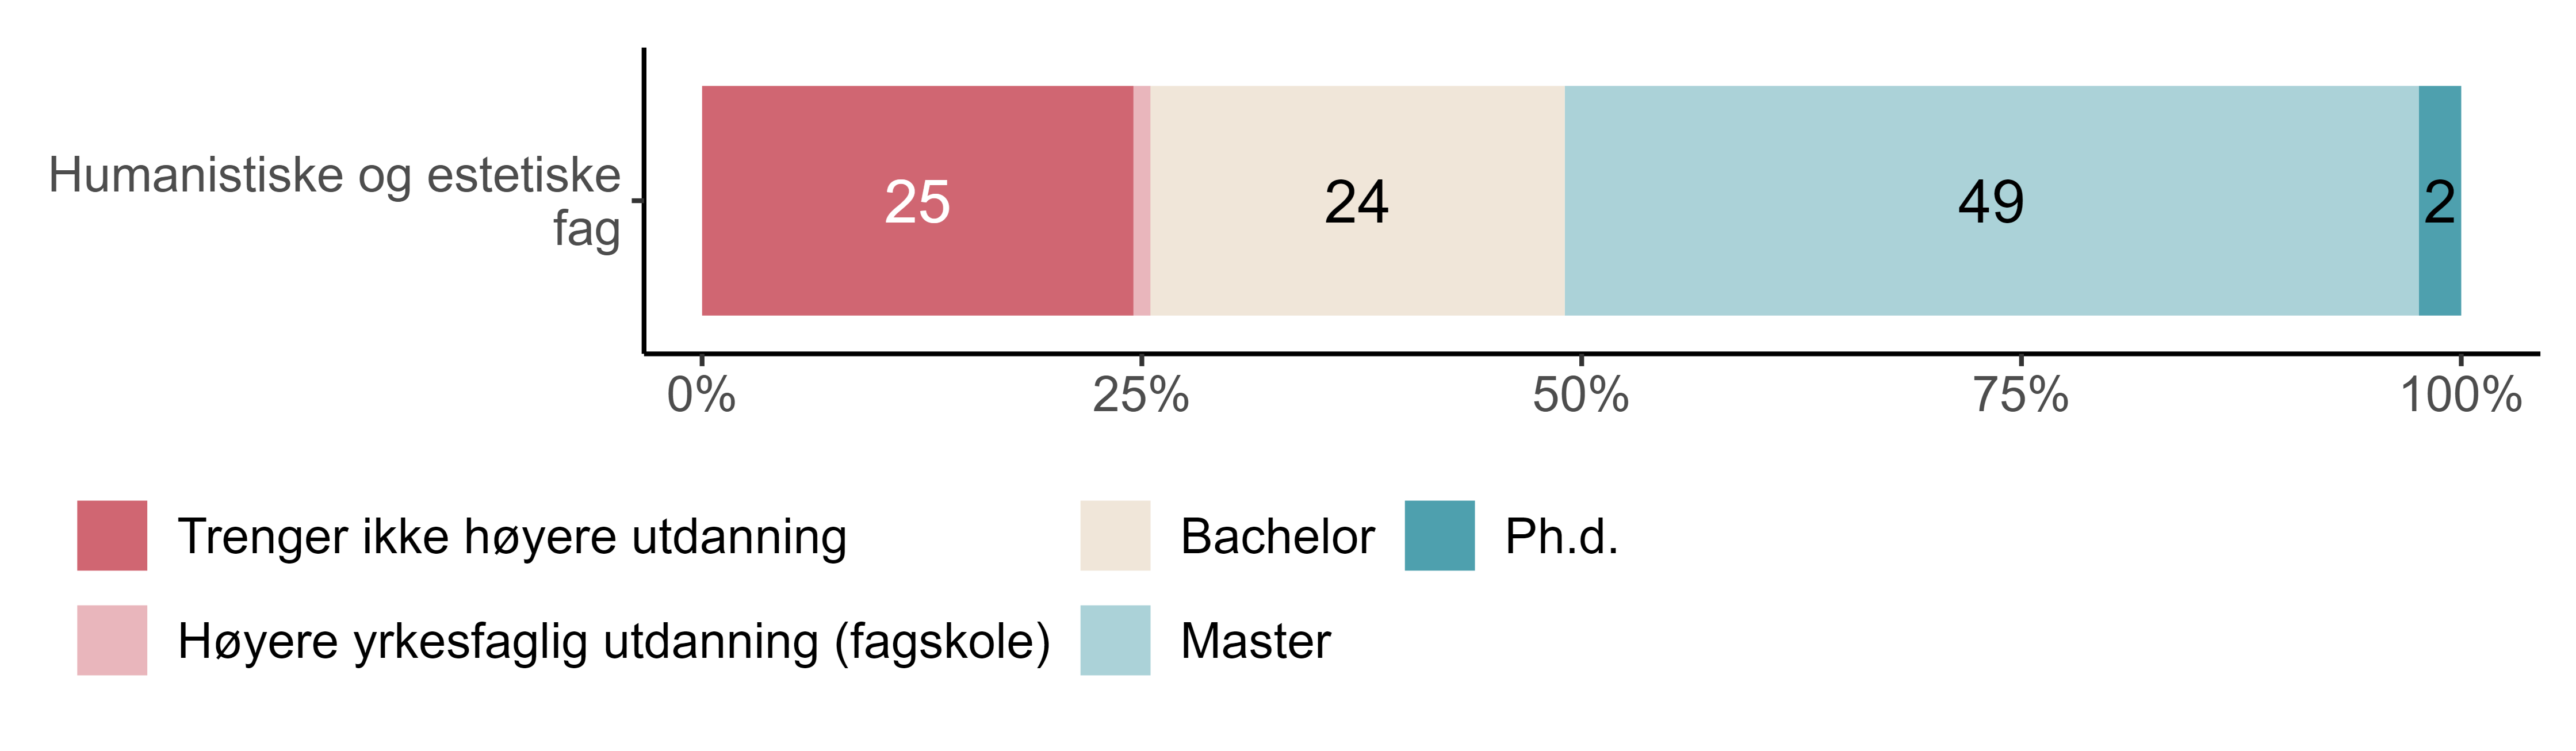 Humanistiske og estetiske
fag
25
24
49
2
0%
25%
50%
75%
100%
Trenger ikke høyere utdanning
Høyere yrkesfaglig utdanning (fagskole)
Bachelor
Master
Ph.d.